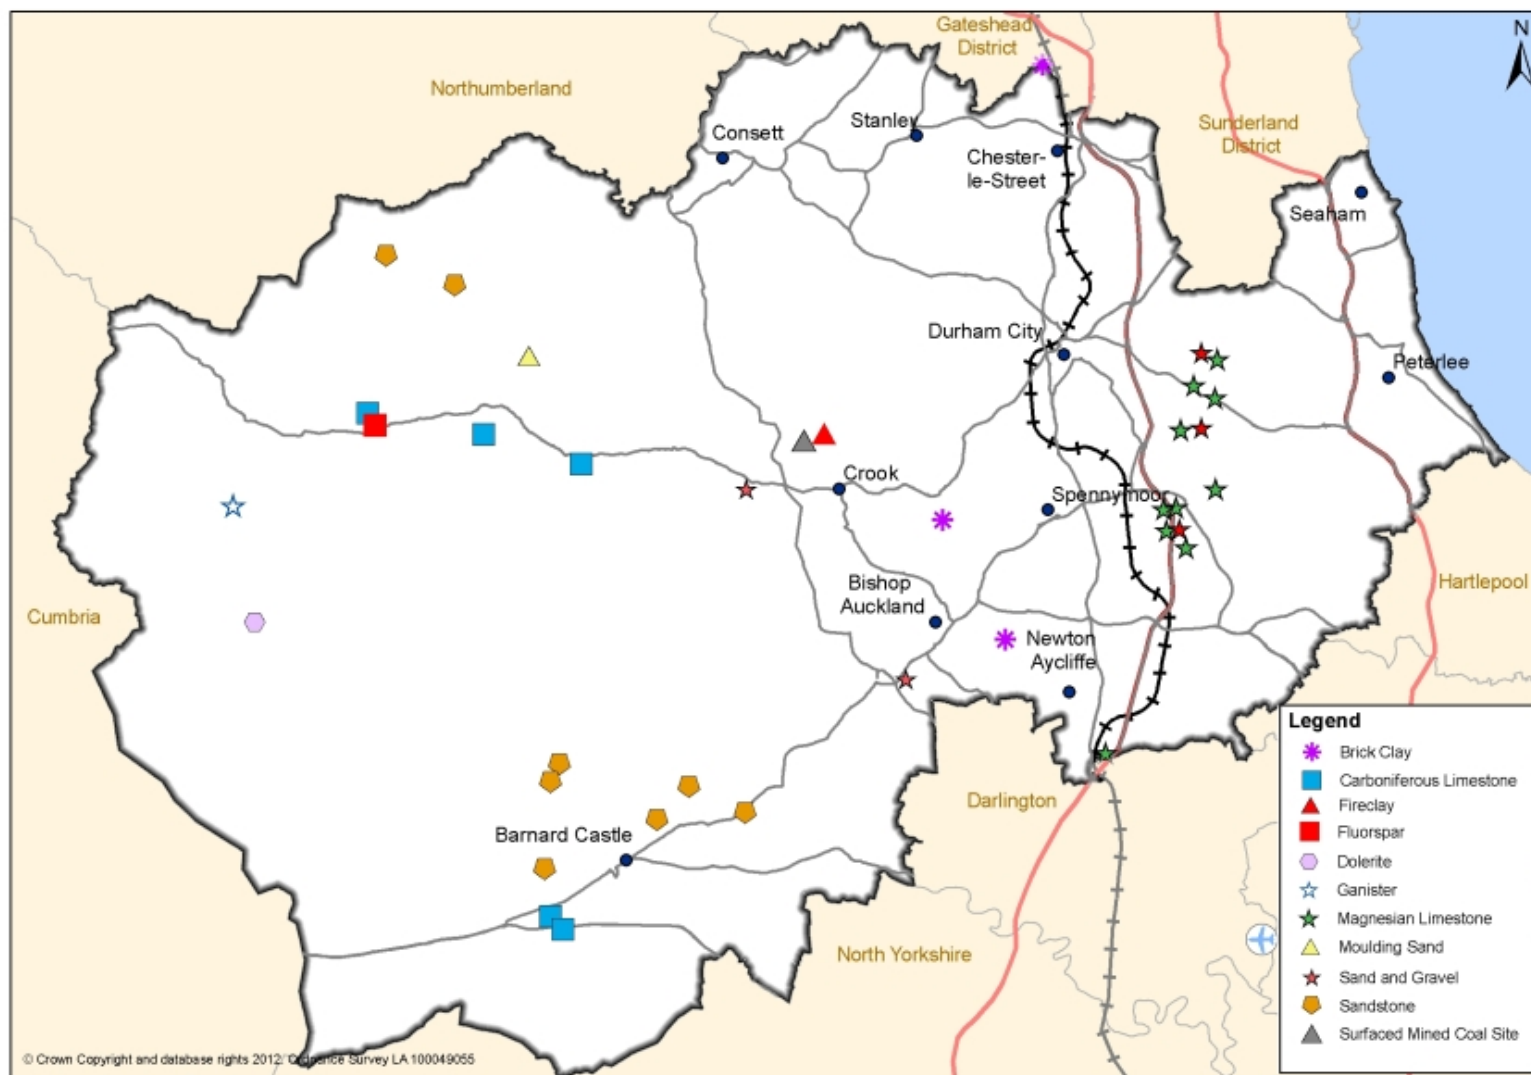 Gateshead
District
N
Northumberland
Sunderland
District
Consett
Stanley
Chester-
le-Street
Seaham
Durham City
Peterlee
Crook
Spennymoor
Bishop
Auckland
Hartlepool
Cumbria
Newton
Aycliffe
Darlington
Barnard Castle
North Yorkshire
Legend
Brick Clay
Carboniferous Limestone
Fireclay
Fluorspar
Dolerite
Ganister
Magnesian Limestone
Moulding Sand
Sand and Gravel
Sandstone
Surfaced Mined Coal Site
© Crown Copyright and database rights 2012. Ordnance Survey LA 100049055